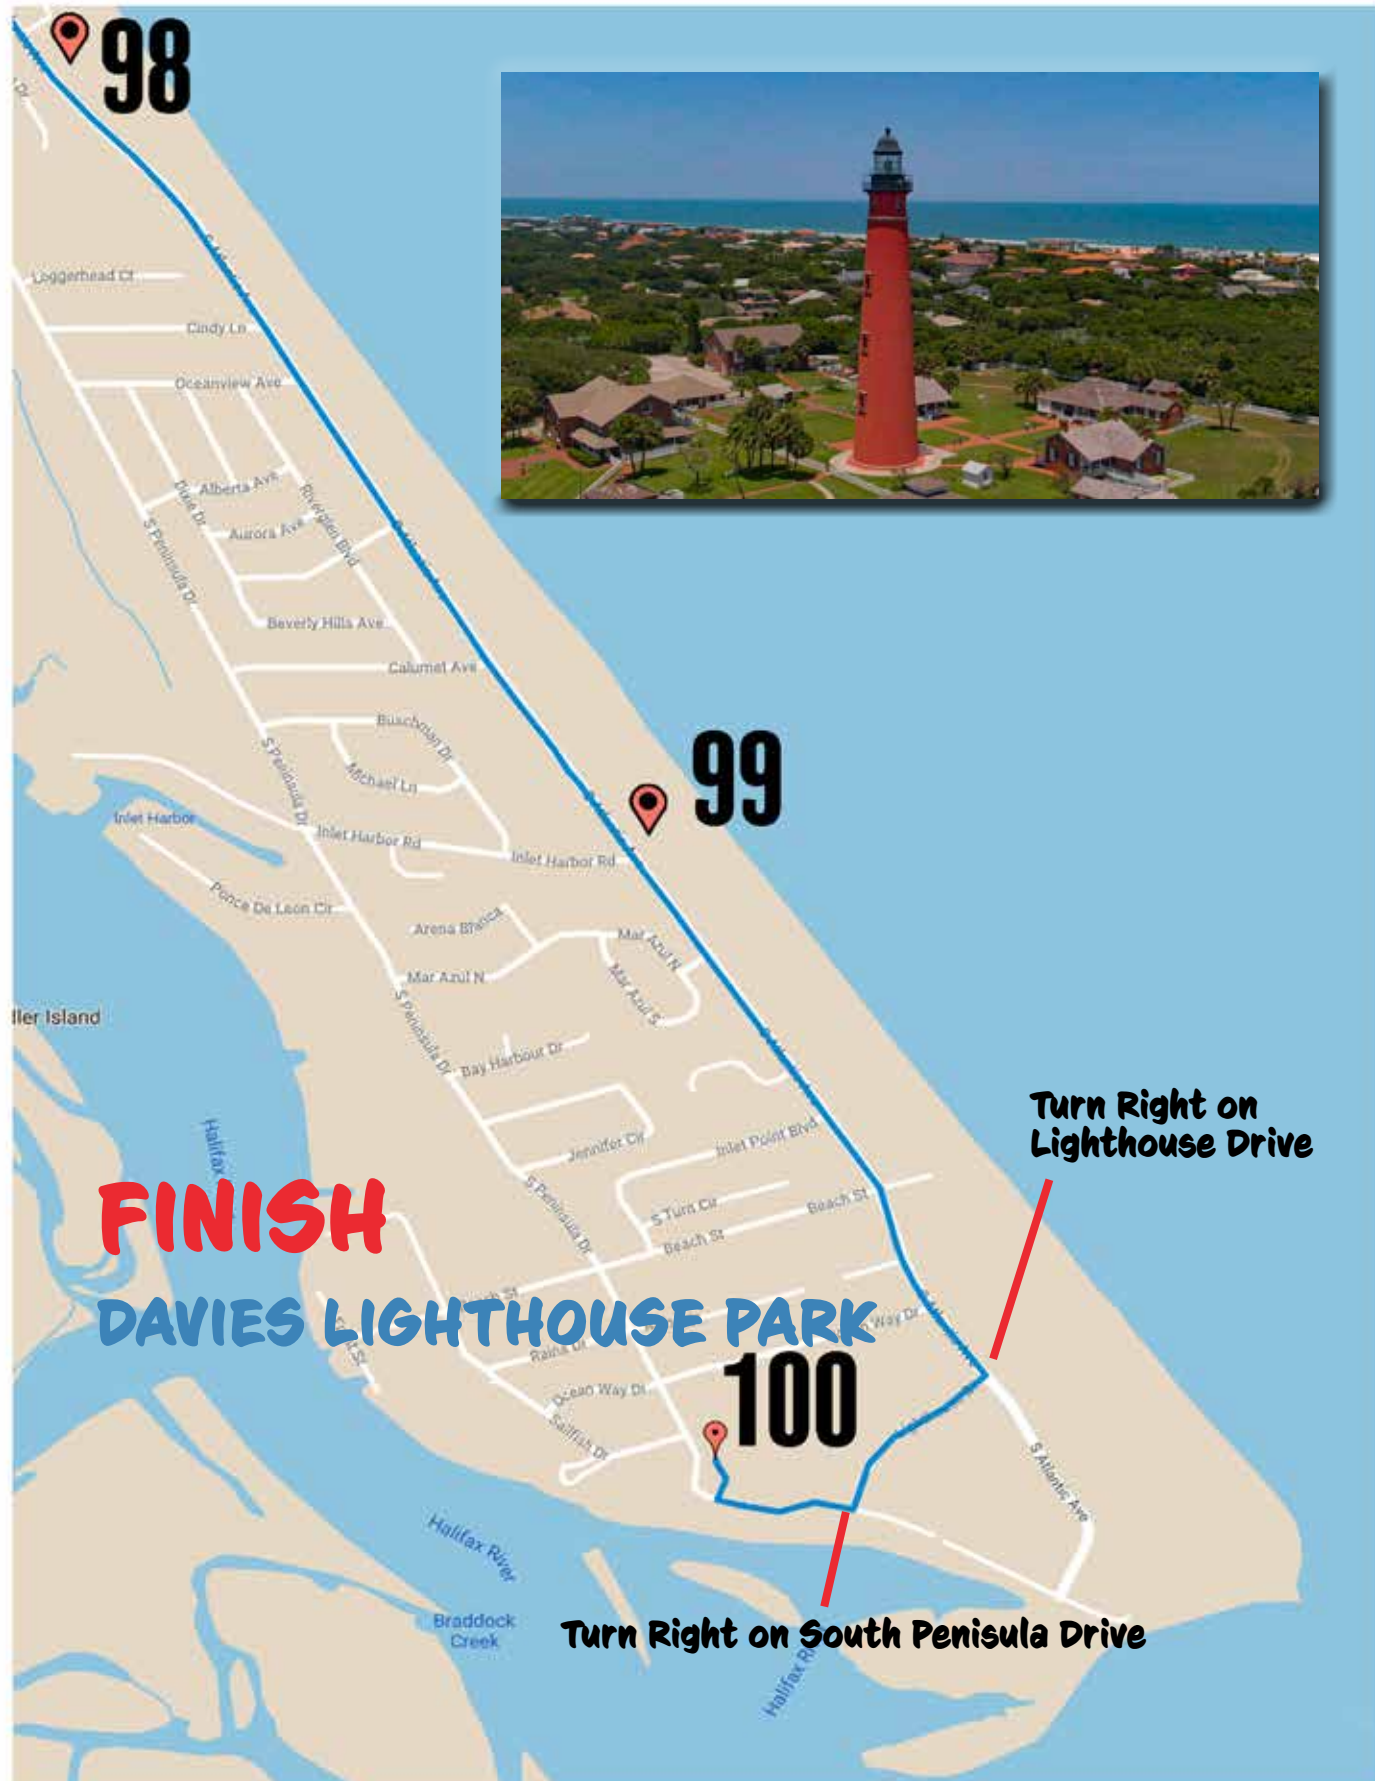 98
Loggerhead Ct
Cindy Ln
Oceanview Ave
Alberta Ave
Dixie Dr
Riverglen Blvd
Aurora Ave
S Peninsula Dr
Beverly Hills Ave
Calumet Ave
Buschman Dr
99
S Peninsula Dr
Michael Ln
Inlet Harbor
Inlet Harbor Rd
Inlet Harbor Rd
Ponce De Leon Cir
Arena Blanca
Mar Azul N
Mar Azul N
Mar Azul S
ller Island
S Peninsula Dr
Bay Harbour Dr
Turn Right on
Lighthouse Drive
Halifax
Jennifer Cir
Inlet Point Blvd
S Peninsula Dr
S Turn Cir
Beach St
Beach St
FINISH
DAVIES LIGHTHOUSE PARK
Way Dr
Rains Dr
100
Ocean Way Dr
Sailfish Dr
S Atlantic Ave
Halifax River
Braddock
Creek
Turn Right on South Penisula Drive
Halifax